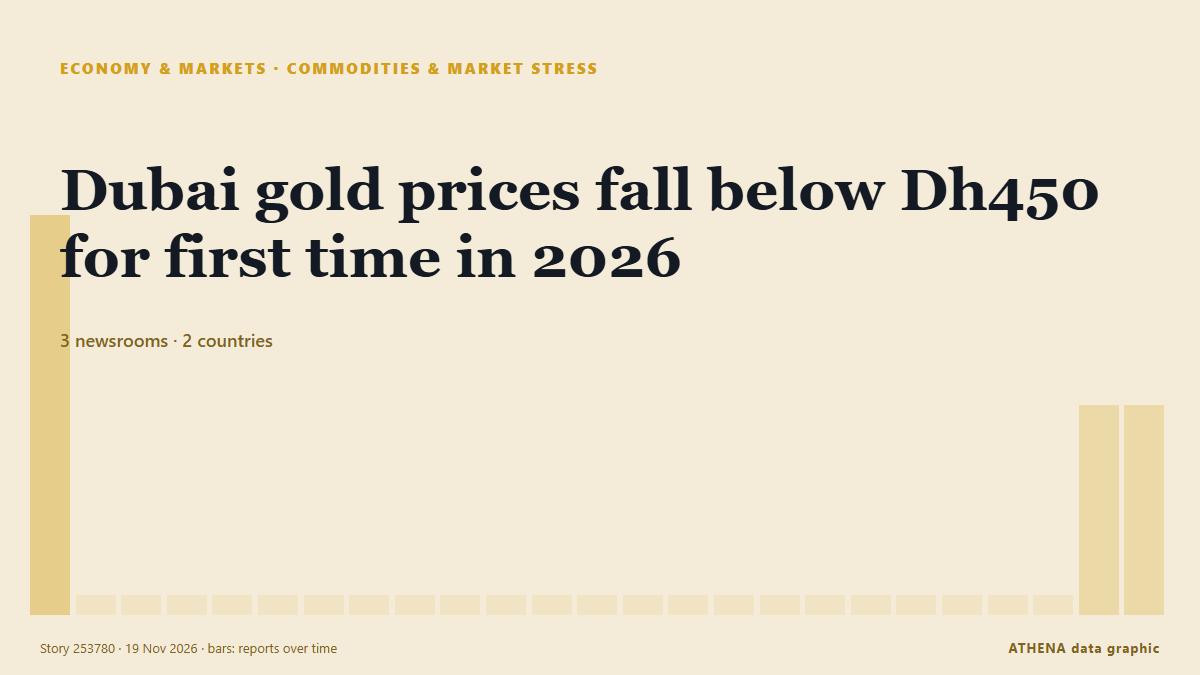 ECONOMY & MARKETS · COMMODITIES & MARKET STRESS
Dubai gold prices fall below Dh450
for first time in 2026
3 newsrooms · 2 countries
Story 253780 · 19 Nov 2026 · bars: reports over time
ATHENA data graphic